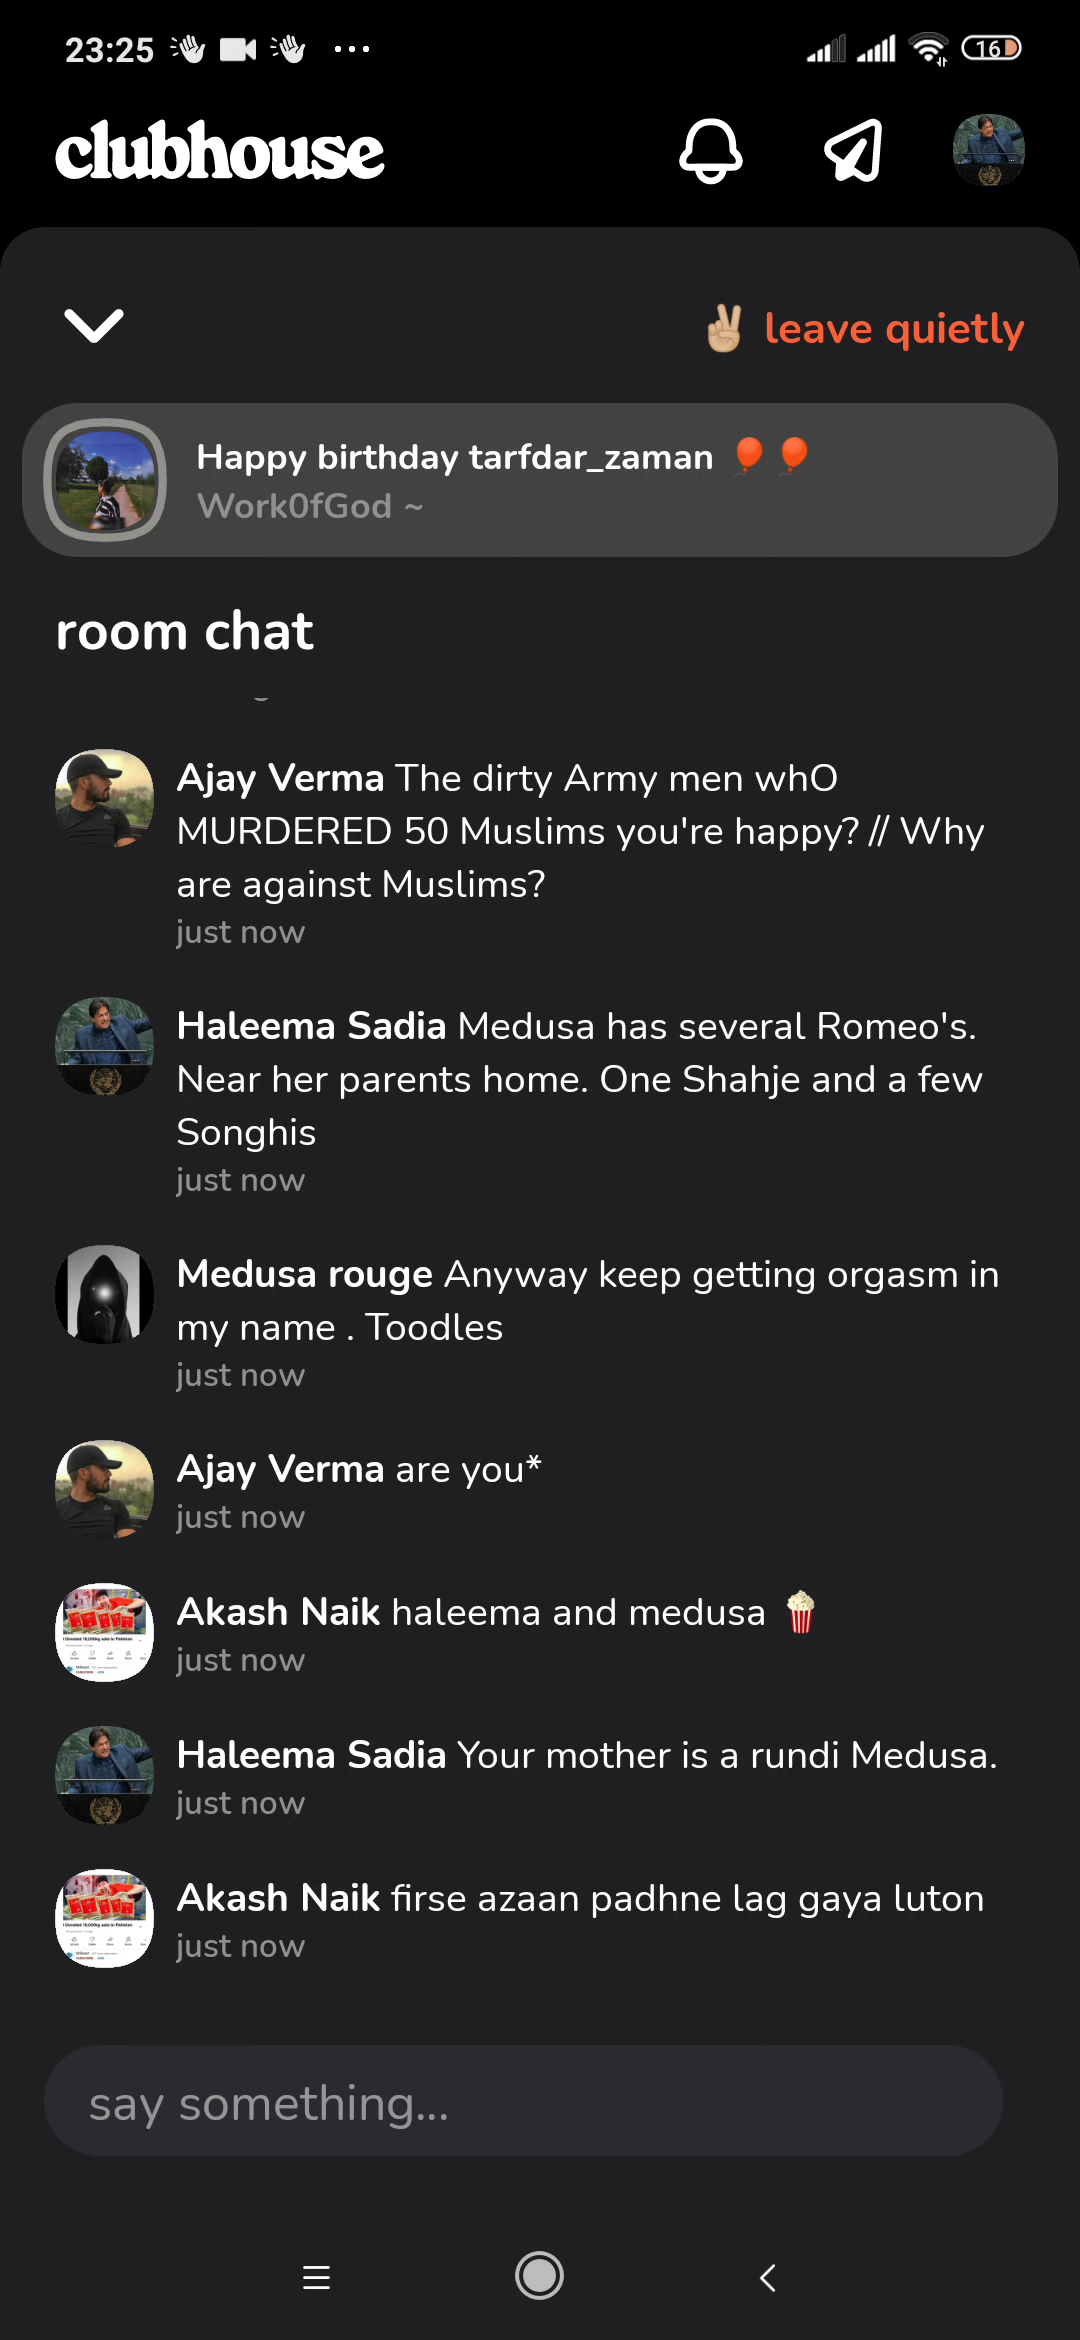 23:25
16
clubhouse
leave quietly
Happy birthday tarfdar_zaman
Work0fGod ~
room chat
Ajay Verma The dirty Army men whO
MURDERED 50 Muslims you're happy? // Why
are against Muslims?
just now
Haleema Sadia Medusa has several Romeo's.
Near her parents home. One Shahje and a few
Songhis
just now
Medusa rouge Anyway keep getting orgasm in
my name . Toodles
just now
Ajay Verma are you*
just now
Akash Naik haleema and medusa 🍿
just now
Haleema Sadia Your mother is a rundi Medusa.
just now
Akash Naik firse azaan padhne lag gaya luton
just now
say something...